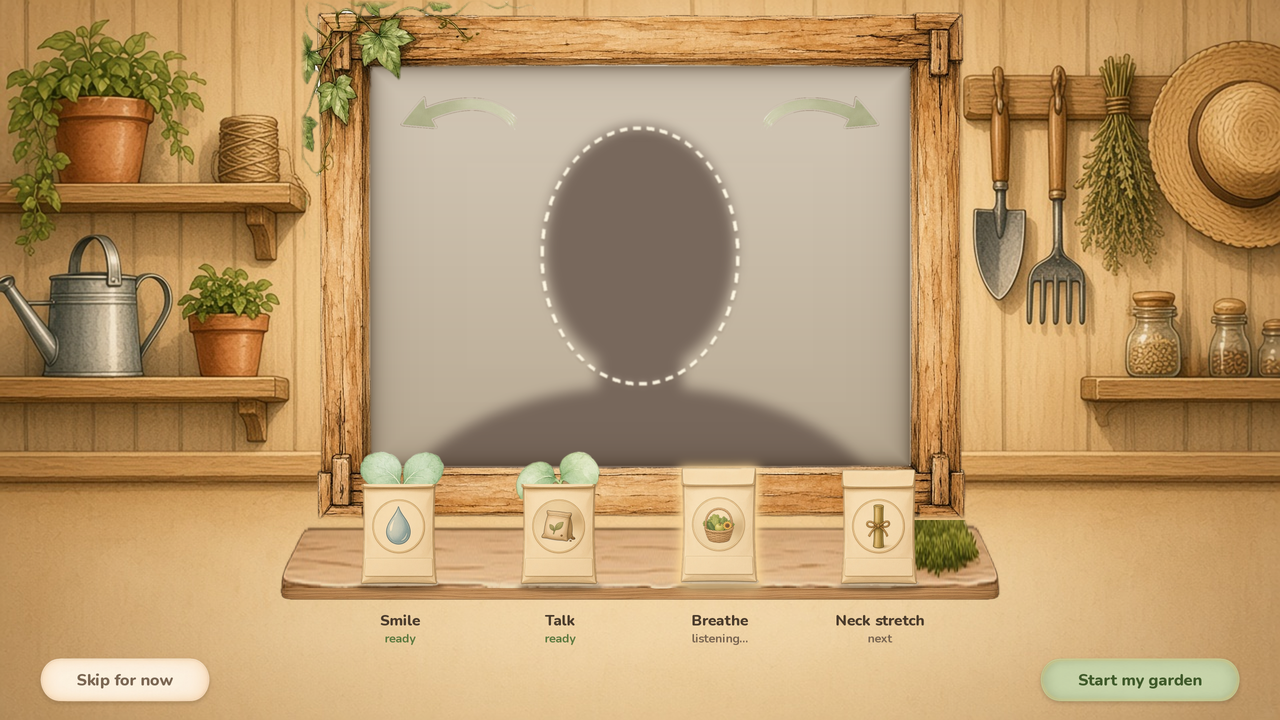 Smile
ready
Talk
ready
Breathe
listening...
Neck stretch
next
Skip for now
Start my garden